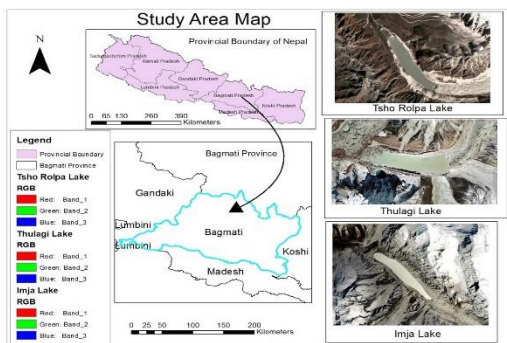 Study Area Map
Provincial Boundary of Nepal
Karnali Pradesh
Gandaki Pradesh
Lumbini Pradesh
Bagmati Pradesh
Madesh Pradesh
Koshi Pradesh
0 65 130 260 390
Kilometers
Tsho Rolpa Lake
Legend
Provincial Boundary
Bagmati Province
Tsho Rolpa Lake
RGB
Red: Band_1
Green: Band_2
Blue: Band_3
Thulagi Lake
RGB
Red: Band_1
Green: Band_2
Blue: Band_3
Imja Lake
RGB
Red: Band_1
Green: Band_2
Blue: Band_3
Bagmati Province
Gandaki
Lumbini
Lumbini
Bagmati
Koshi
Madesh
0 25 50 100 150 200
Kilometers
Thulagi Lake
Imja Lake